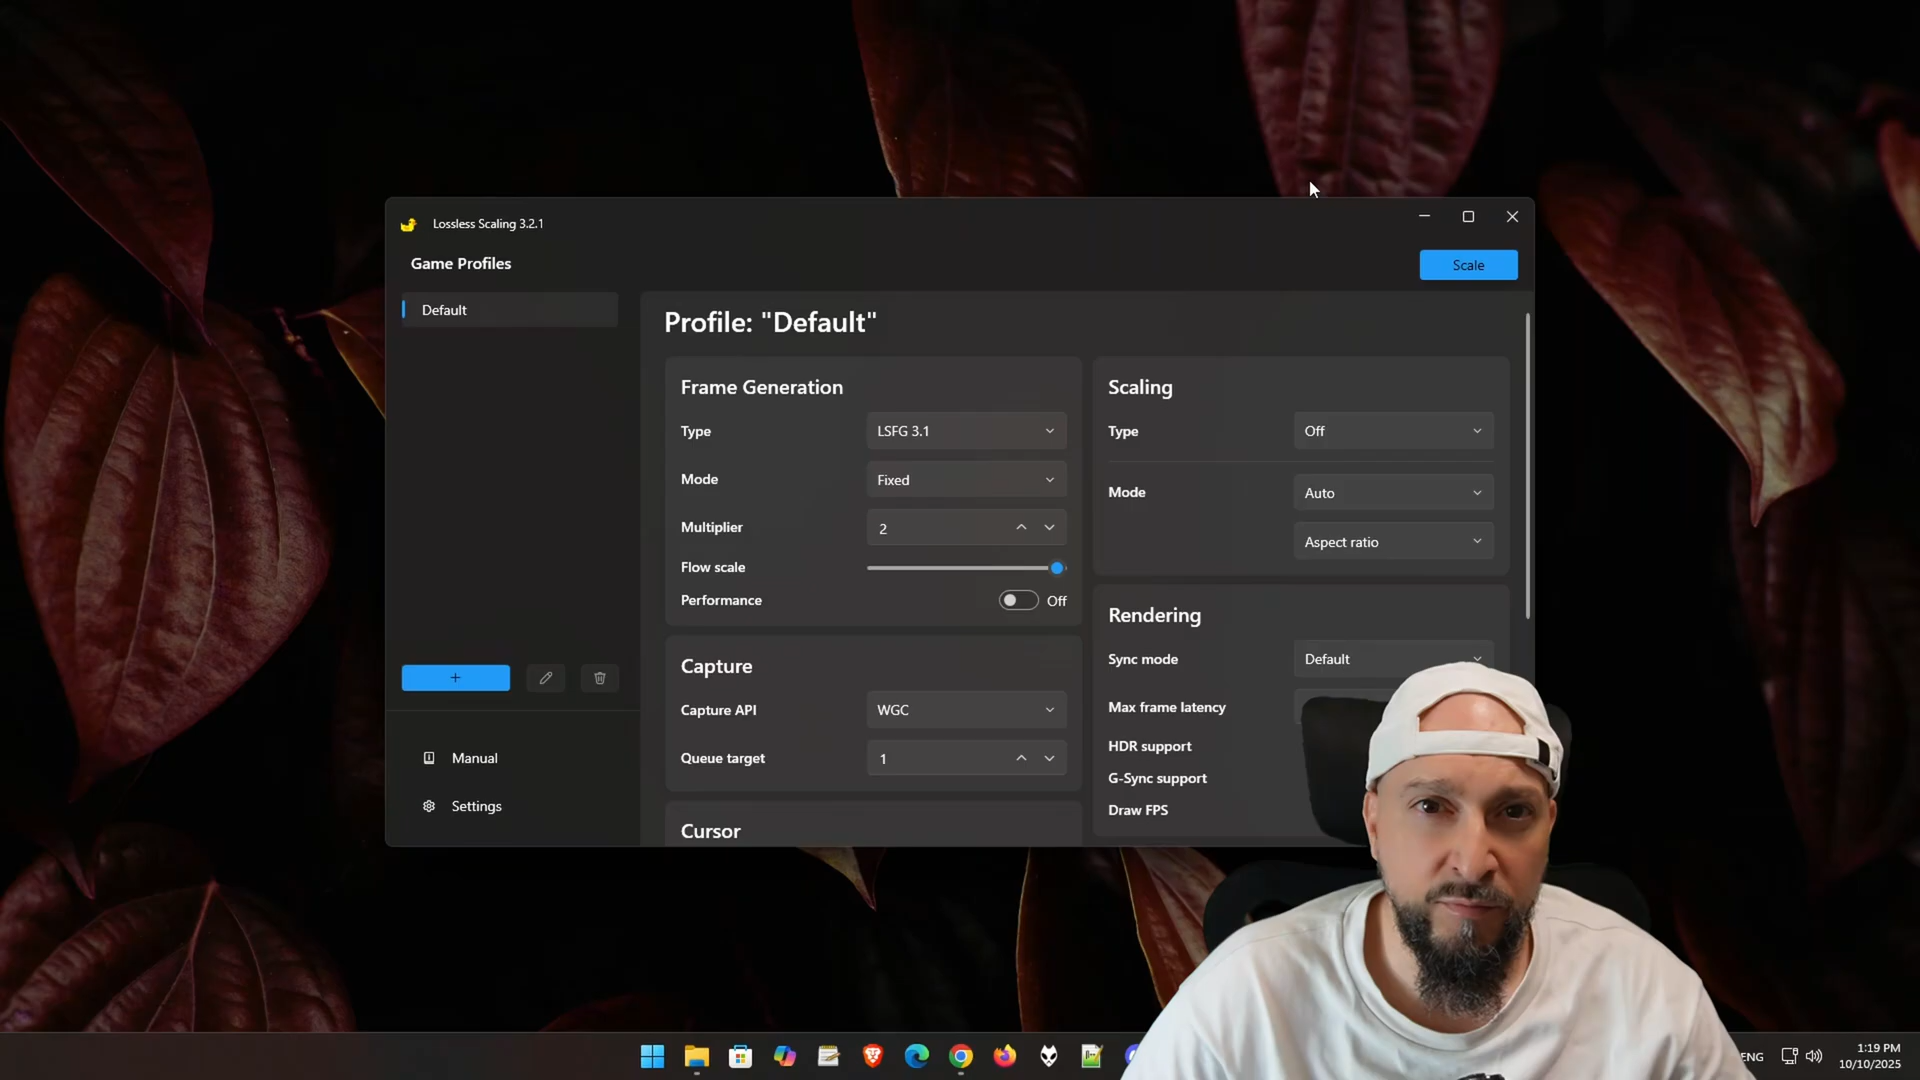 Lossless Scaling 3.2.1
Game Profiles
Scale
Default
Profile: "Default"
Frame Generation
Type
LSFG 3.1
Mode
Fixed
Multiplier
2
Flow scale
Performance
Off
Capture
Capture API
WGC
Queue target
1
Cursor
Scaling
Type
Off
Mode
Auto
Aspect ratio
Rendering
Sync mode
Default
Max frame latency
HDR support
G-Sync support
Draw FPS
+
Manual
Settings
ENG
1:19 PM
10/10/2025